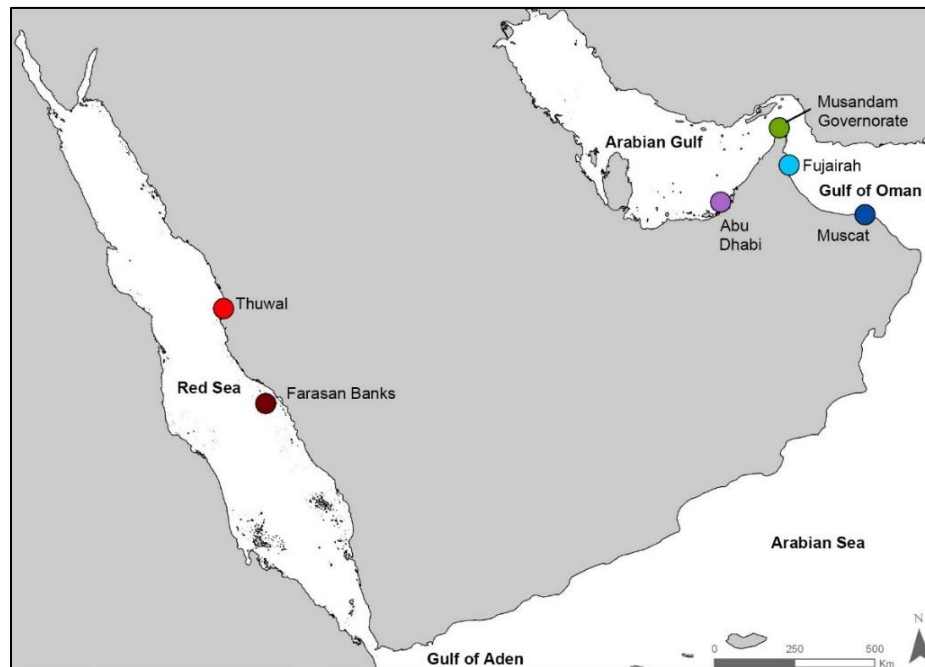 Musandam
Governorate
Arabian Gulf
Fujairah
Gulf of Oman
Abu
Dhabi
Muscat
Thuwal
Red Sea
Farasan Banks
Arabian Sea
N
0 250 500
Km
Gulf of Aden